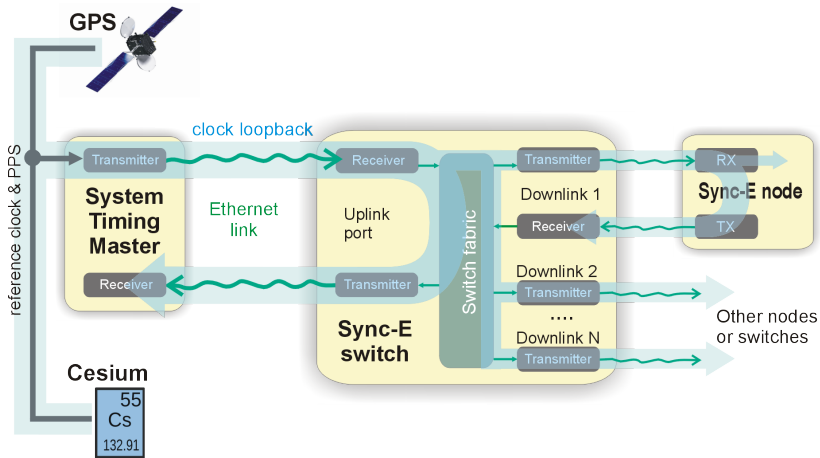 GPS
reference clock & PPS
clock loopback
Transmitter
System
Timing
Master
Receiver
Ethernet
link
Receiver
Uplink
port
Transmitter
Sync-E
switch
Switch fabric
Transmitter
Downlink 1
Receiver
Downlink 2
Transmitter
....
Downlink N
Transmitter
RX
Sync-E node
TX
Other nodes
or switches
Cesium
55
Cs
132.91